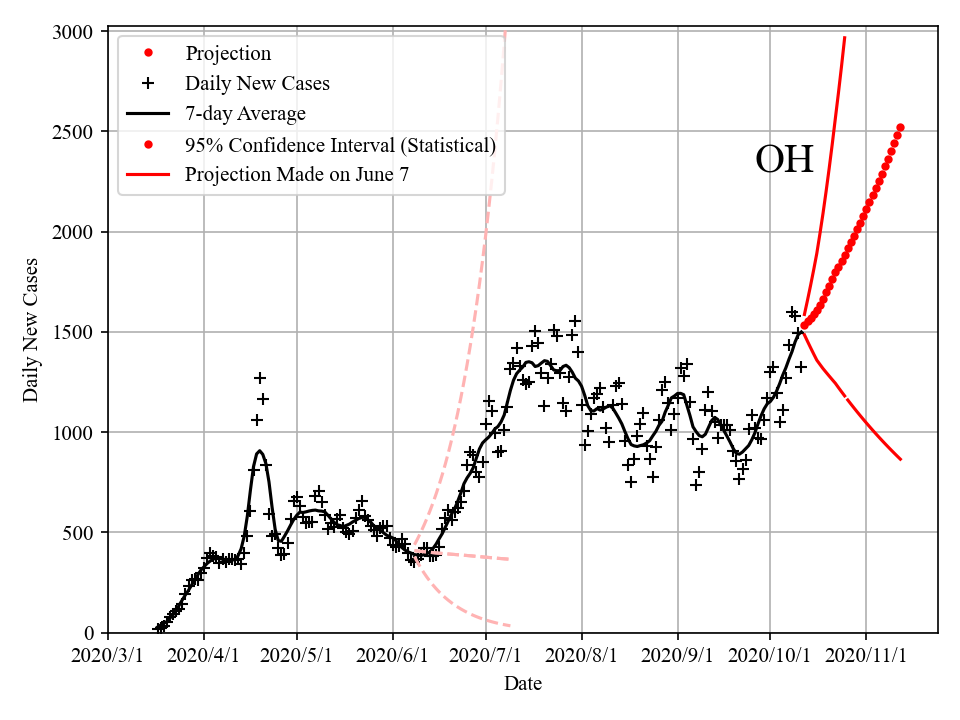 3000
2500
2000
1500
1000
500
0
Daily New Cases
Projection
Daily New Cases
7-day Average
95% Confidence Interval (Statistical)
Projection Made on June 7
OH
2020/3/1 2020/4/1 2020/5/1 2020/6/1 2020/7/1 2020/8/1 2020/9/1 2020/10/1 2020/11/1
Date